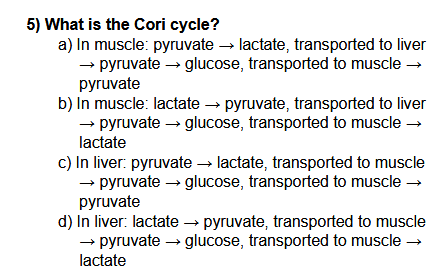 5) What is the Cori cycle?
a) In muscle: pyruvate → lactate, transported to liver
→ pyruvate → glucose, transported to muscle →
pyruvate
b) In muscle: lactate → pyruvate, transported to liver
→ pyruvate → glucose, transported to muscle →
lactate
c) In liver: pyruvate → lactate, transported to muscle
→ pyruvate → glucose, transported to muscle →
pyruvate
d) In liver: lactate → pyruvate, transported to muscle
→ pyruvate → glucose, transported to muscle →
lactate